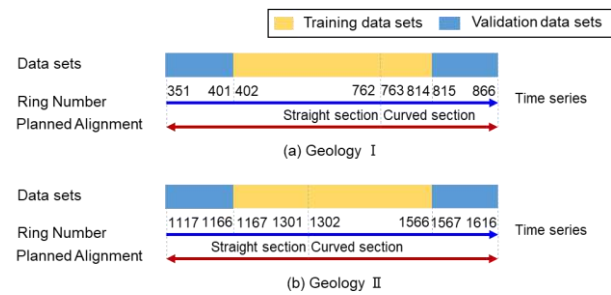 Training data sets Validation data sets
Data sets
351 401 402 762 763 814 815 866
Ring Number Time series
Straight section Curved section
Planned Alignment
(a) Geology Ⅰ
Data sets
1117 1166 1167 1301 1302 1566 1567 1616
Ring Number Time series
Straight section Curved section
Planned Alignment
(b) Geology Ⅱ